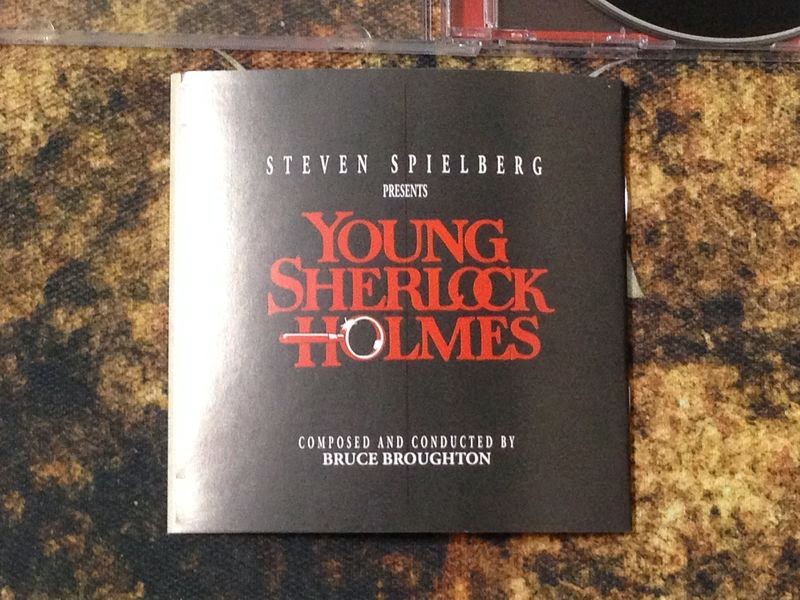 STEVEN SPIELBERG
PRESENTS
YOUNG
SHERLOCK
HOLMES
COMPOSED AND CONDUCTED BY
BRUCE BROUGHTON